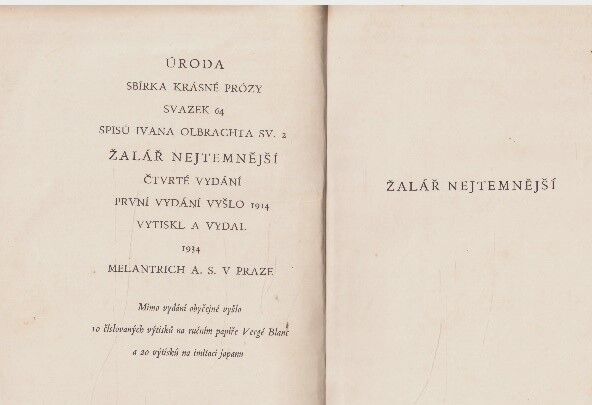 ÚRODA
SBÍRKA KRÁSNÉ PRÓZY
SVAZEK 64
SPISŮ IVANA OLBRACHTA SV. 2
ŽALÁŘ NEJTEMNĚJŠÍ
ČTVRTÉ VYDÁNÍ
PRVNÍ VYDÁNÍ VYŠLO 1914
VYTISKL A VYDAL
1934
MELANTRICH A. S. V PRAZE
Mimo vydání obyčejné vyšlo
10 číslovaných výtisků na ručním papíře Vergé Blanc
a 20 výtisků na imitaci japanu
ŽALÁŘ NEJTEMNĚJŠÍ